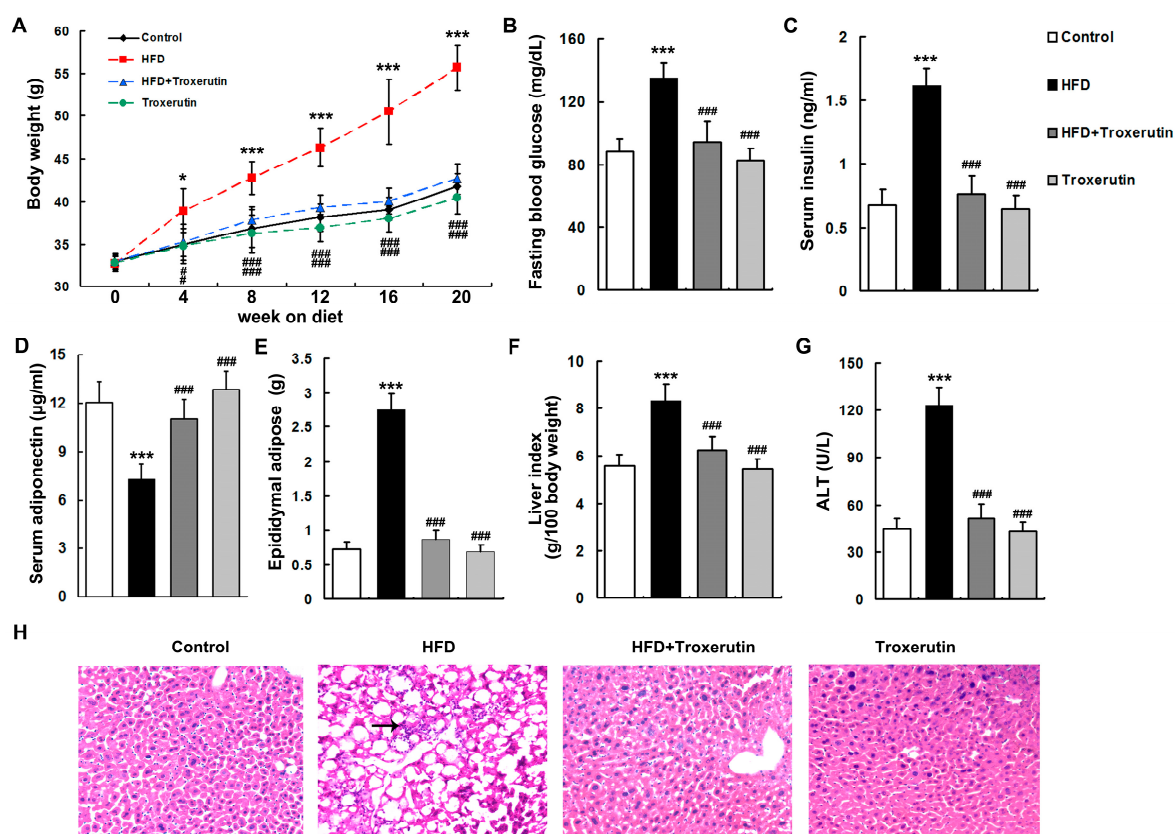 A
Body weight (g)
60
55
50
45
40
35
30
Control
HFD
HFD+Troxerutin
Troxerutin
*
***
***
***
***
#
#
###
###
###
###
###
###
###
###
0 4 8 12 16 20
week on diet
B
Fasting blood glucose (mg/dL)
160
120
80
40
0
***
###
###
C
Serum insulin (ng/ml)
2
1.5
1
0.5
0
***
###
###
Control
HFD
HFD+Troxerutin
Troxerutin
D
Serum adiponectin (μg/ml)
15
12
9
6
3
0
***
###
###
E
Epididymal adipose (g)
3.5
3
2.5
2
1.5
1
0.5
0
***
###
###
F
Liver index
(g/100 body weight)
10
8
6
4
2
0
***
###
###
G
ALT (U/L)
150
120
90
60
30
0
***
###
###
H
Control HFD HFD+Troxerutin Troxerutin